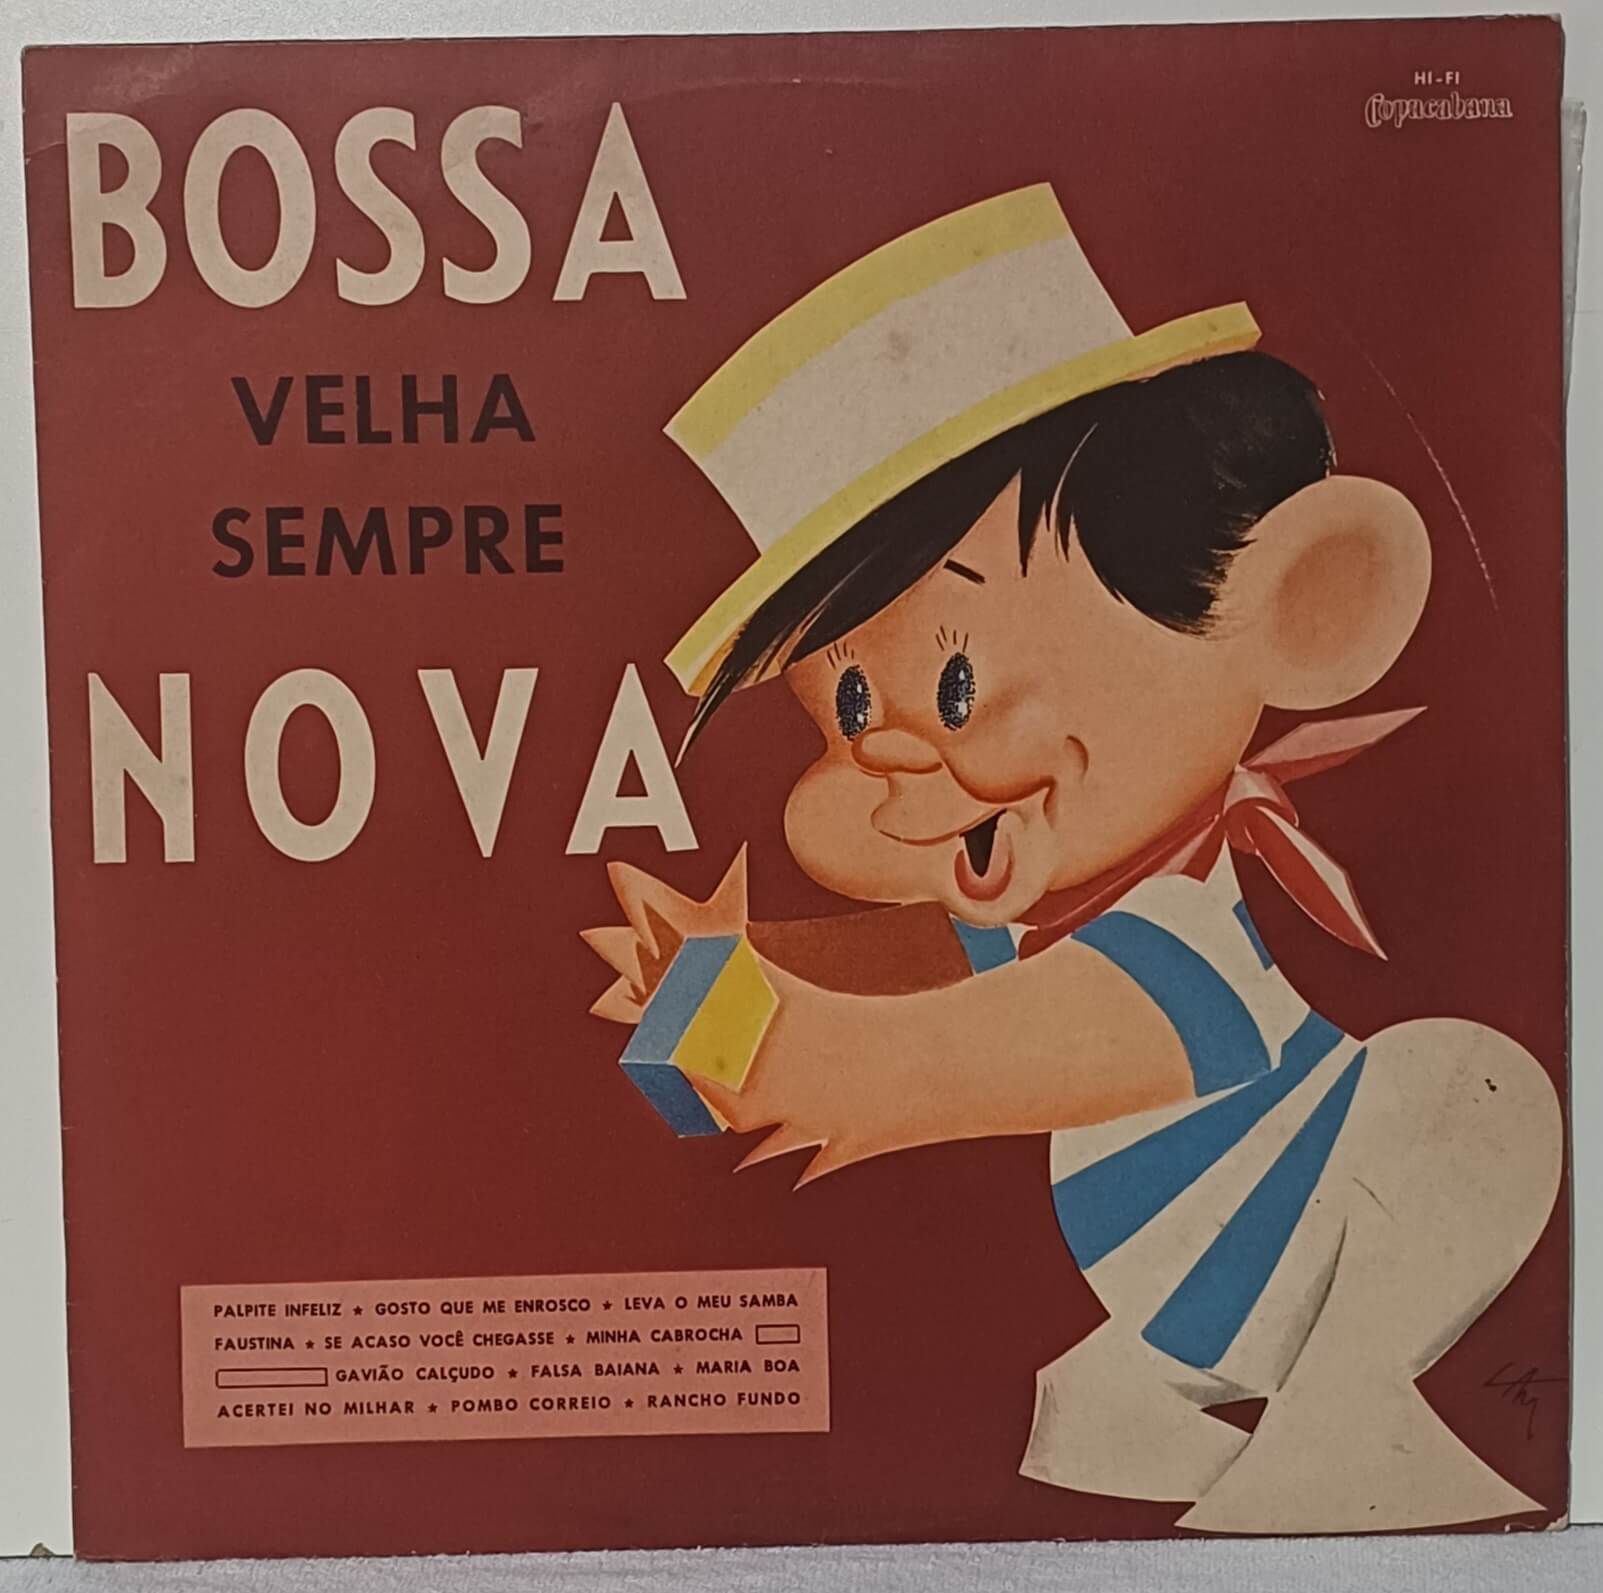 HI-FI
Copacabana
BOSSA
VELHA
SEMPRE
NOVA
PALPITE INFELIZ ★ GOSTO QUE ME ENROSCO ★ LEVA O MEU SAMBA
FAUSTINA ★ SE ACASO VOCÊ CHEGASSE ★ MINHA CABROCHA
GAVIÃO CALÇUDO ★ FALSA BAIANA ★ MARIA BOA
ACERTEI NO MILHAR ★ POMBO CORREIO ★ RANCHO FUNDO